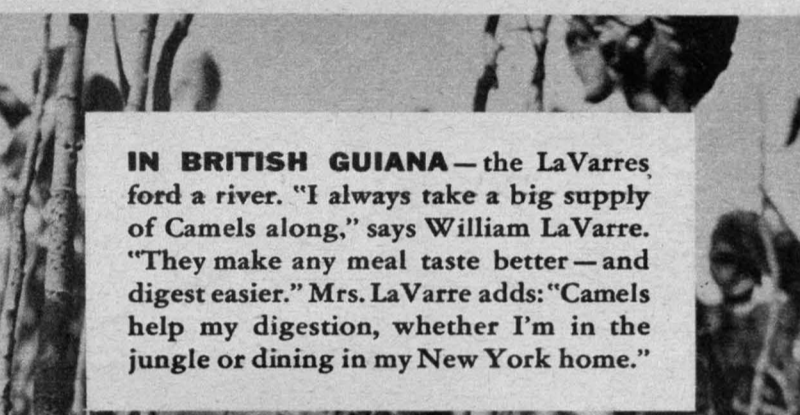 IN BRITISH GUIANA—the LaVarres
ford a river. "I always take a big supply
of Camels along," says William LaVarre.
"They make any meal taste better—and
digest easier." Mrs. LaVarre adds: "Camels
help my digestion, whether I'm in the
jungle or dining in my New York home."